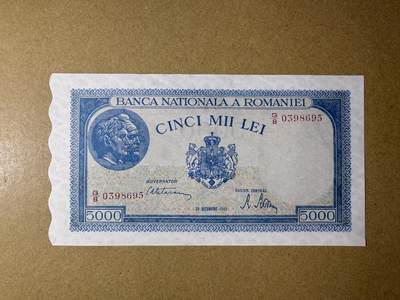 BANCA NATIONALA A ROMANIEI
CINCI MII LEI
G/8 0398695
GUVERNATOR
CASIER CENTRAL
G/8 0398695
5000
5000